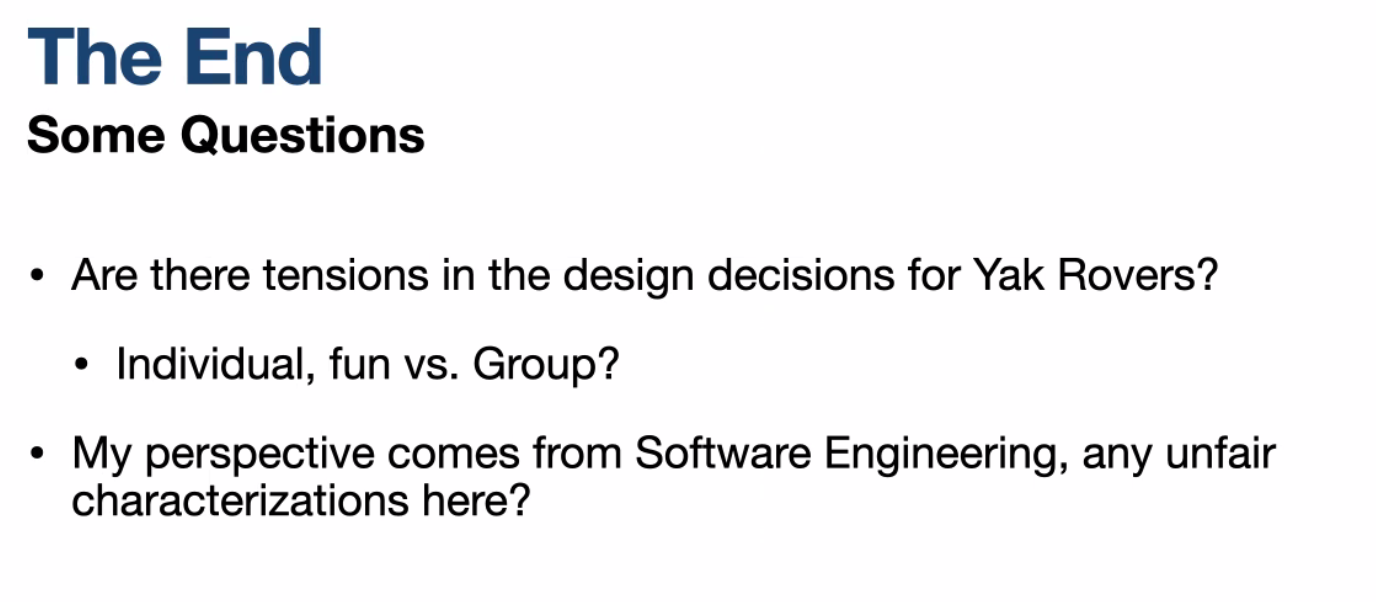 The End
Some Questions
• Are there tensions in the design decisions for Yak Rovers?
• Individual, fun vs. Group?
• My perspective comes from Software Engineering, any unfair
characterizations here?